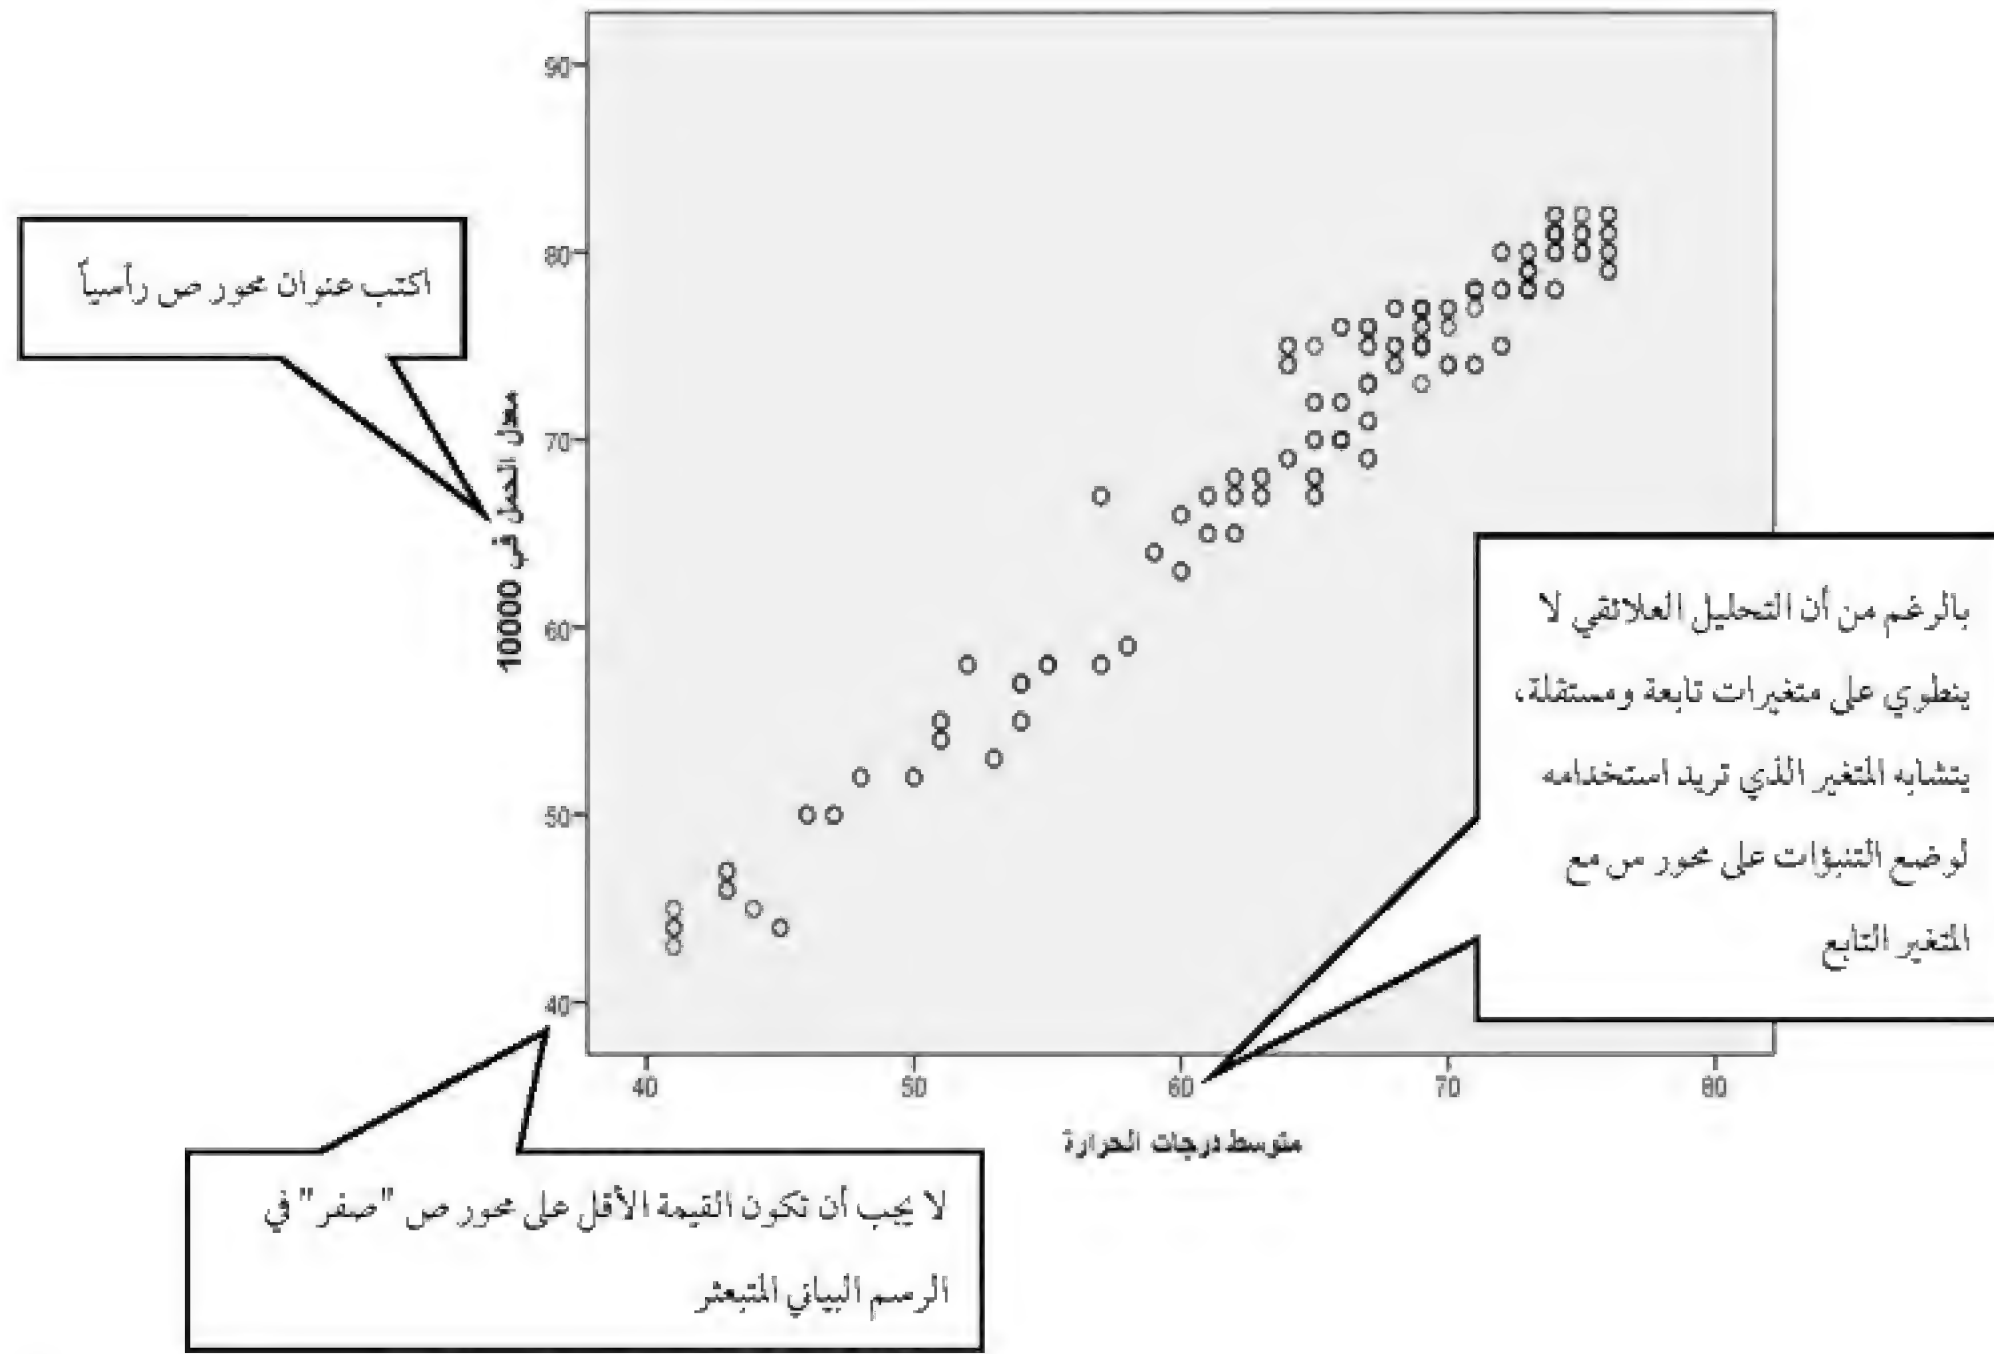 90
80
70
60
50
40
اكتب عنوان محور ص رأسياً
معدل الحمل في 10000
بالرغم من أن التحليل العلائقي لا
ينطوي على متغيرات تابعة ومستقلة،
يتشابه المتغير الذي تريد استخدامه
لوضع التنبؤات على محور س مع
المتغير التابع
40 50 60 70 80
متوسط درجات الحرارة
لا يجب أن تكون القيمة الأقل على محور ص "صفر" في
الرسم البياني المتبعثر